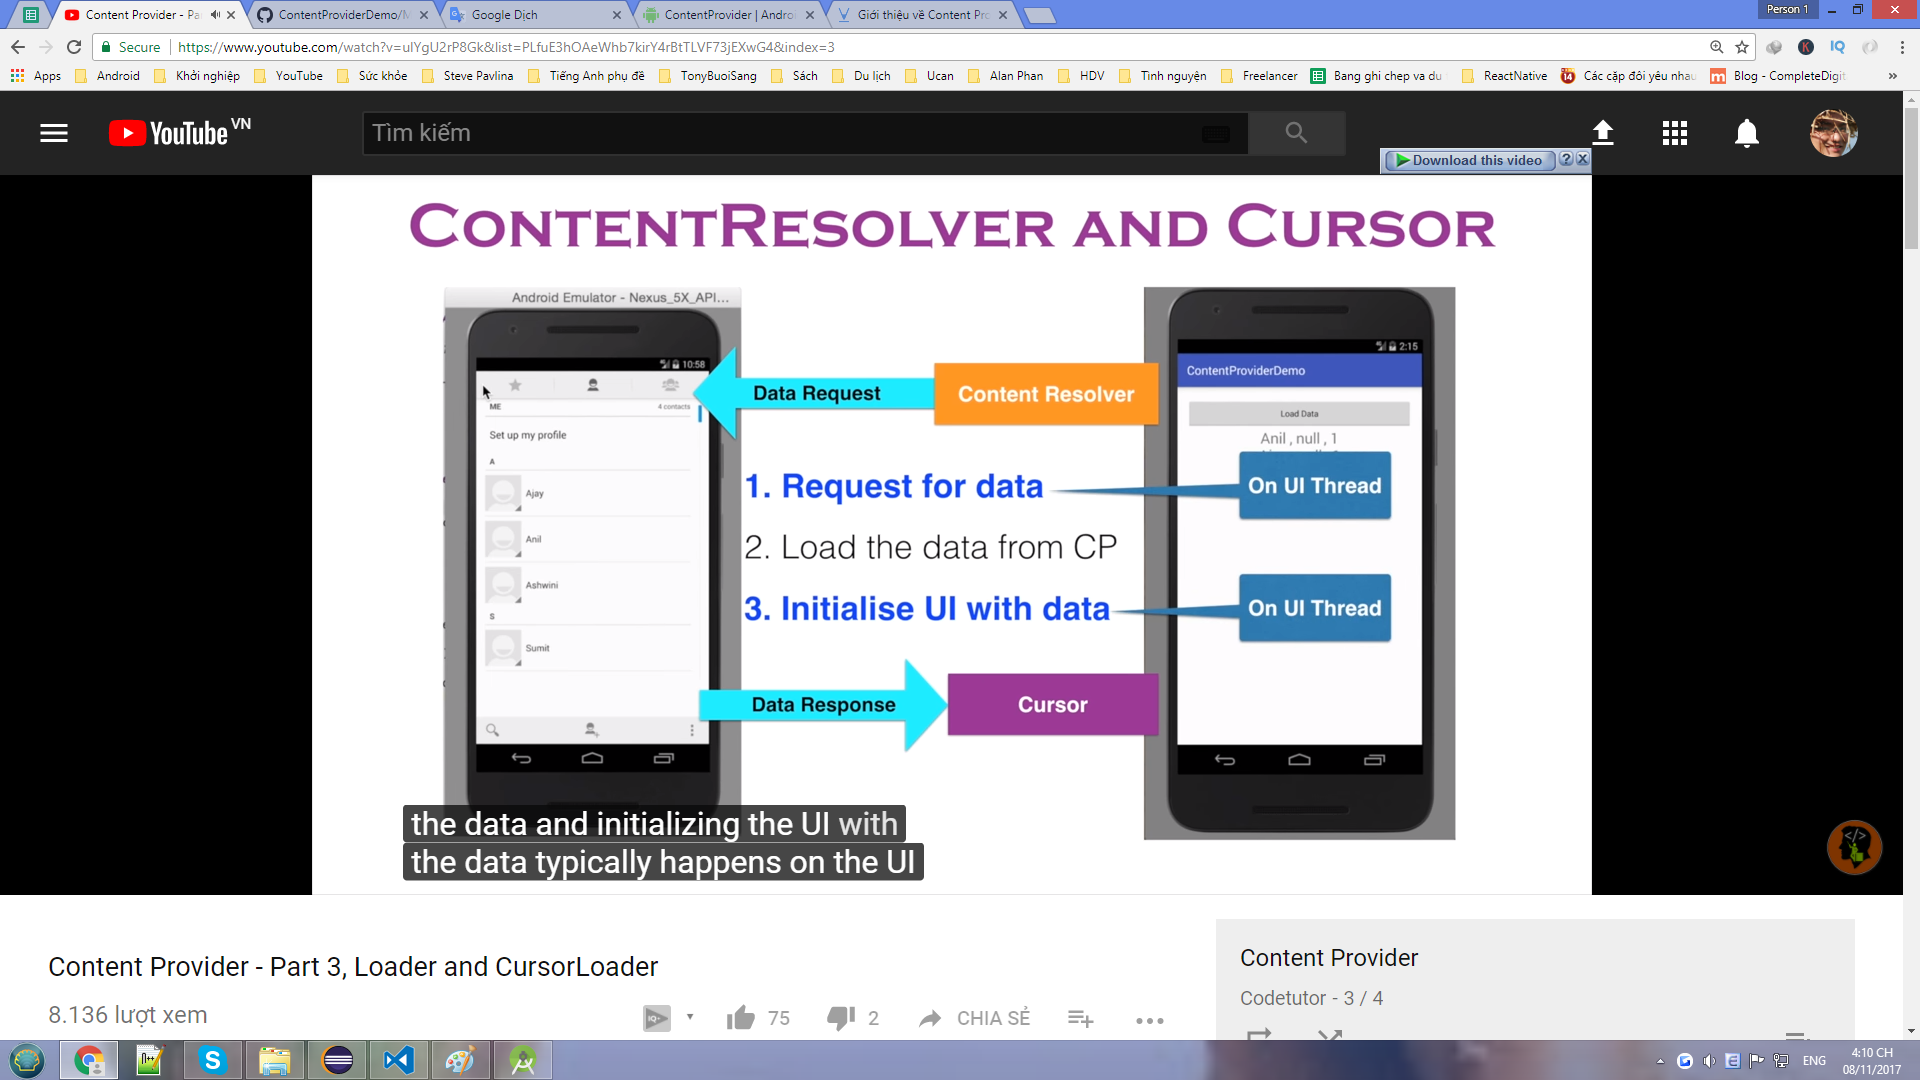 Content Provider - Pa
ContentProviderDemo/M
Google Dịch
ContentProvider | Androi
Giới thiệu về Content Pro
Person 1
Secure
https://www.youtube.com/watch?v=ulYgU2rP8Gk&list=PLfuE3hOAeWhb7kirY4rBtTLVF73jEXwG4&index=3
Apps
Android
Khởi nghiệp
YouTube
Sức khỏe
Steve Pavlina
Tiếng Anh phụ đề
TonyBuoiSang
Sách
Du lịch
Ucan
Alan Phan
HDV
Tình nguyện
Freelancer
Bang ghi chep va du
ReactNative
Các cặp đôi yêu nhau
Blog - CompleteDigit
YouTube VN
Tìm kiếm
Download this video
ContentResolver and Cursor
Android Emulator - Nexus_5X_API...
10:58
ME
4 contacts
Set up my profile
A
Ajay
Anil
Ashwini
S
Sumit
Data Request
Content Resolver
1. Request for data
On UI Thread
2. Load the data from CP
3. Initialise UI with data
On UI Thread
Data Response
Cursor
2:15
ContentProviderDemo
Load Data
Anil , null , 1
the data and initializing the UI with
the data typically happens on the UI
Content Provider - Part 3, Loader and CursorLoader
8.136 lượt xem
75
2
CHIA SẺ
Content Provider
Codetutor - 3 / 4
ENG
4:10 CH
08/11/2017